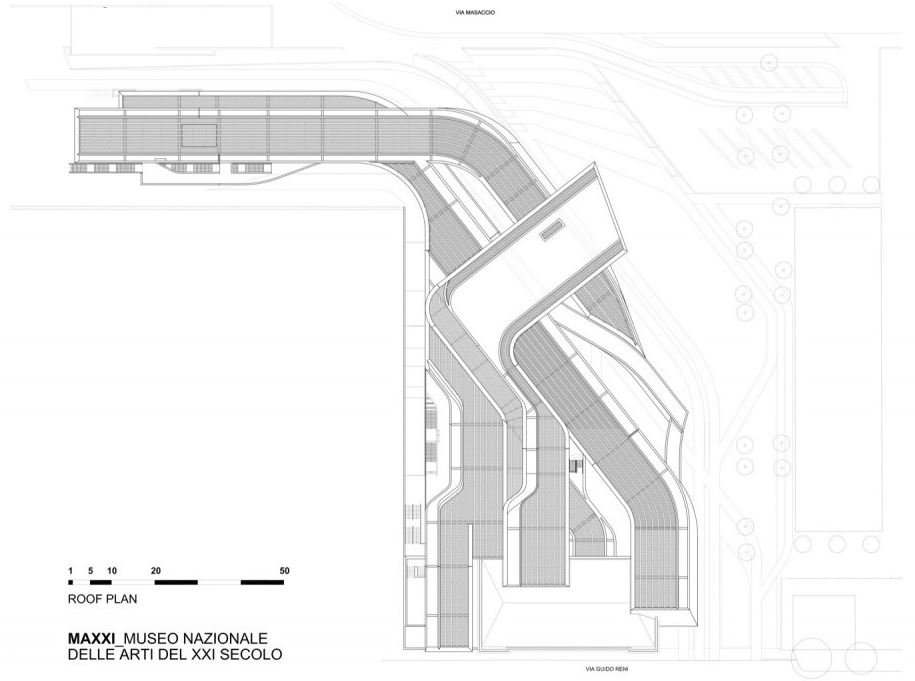 VIA MASACCIO
1 5 10 20 50
ROOF PLAN
MAXXI_MUSEO NAZIONALE
DELLE ARTI DEL XXI SECOLO
VIA GUIDO RENI